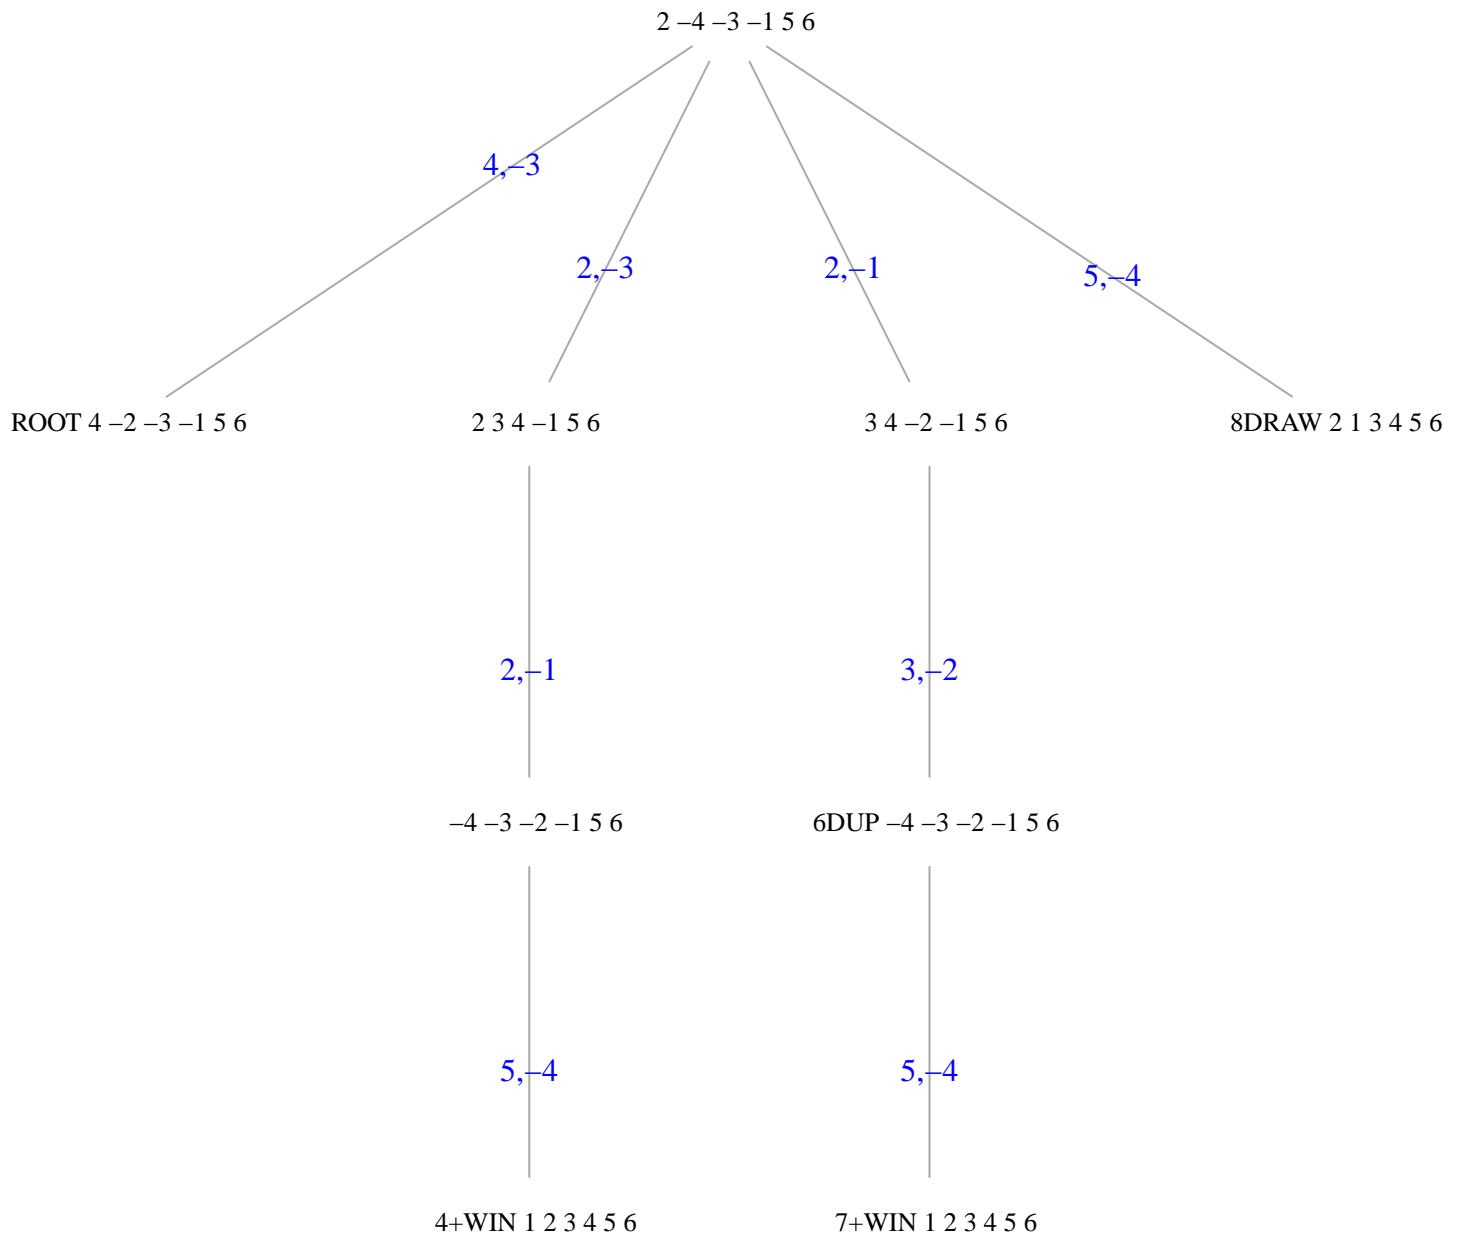 2 –4 –3 –1 5 6
4,–3
2,–3
2,–1
5,–4
ROOT 4 –2 –3 –1 5 6
2 3 4 –1 5 6
3 4 –2 –1 5 6
8DRAW 2 1 3 4 5 6
2,–1
3,–2
–4 –3 –2 –1 5 6
6DUP –4 –3 –2 –1 5 6
5,–4
5,–4
4+WIN 1 2 3 4 5 6
7+WIN 1 2 3 4 5 6